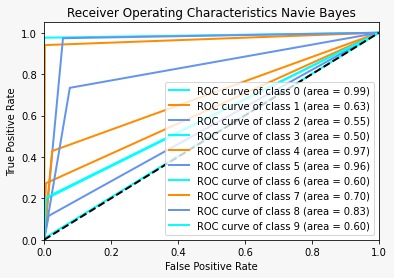 Receiver Operating Characteristics Navie Bayes
1.0
0.8
0.6
0.4
0.2
0.0
True Positive Rate
ROC curve of class 0 (area = 0.99)
ROC curve of class 1 (area = 0.63)
ROC curve of class 2 (area = 0.55)
ROC curve of class 3 (area = 0.50)
ROC curve of class 4 (area = 0.97)
ROC curve of class 5 (area = 0.96)
ROC curve of class 6 (area = 0.60)
ROC curve of class 7 (area = 0.70)
ROC curve of class 8 (area = 0.83)
ROC curve of class 9 (area = 0.60)
0.0 0.2 0.4 0.6 0.8 1.0
False Positive Rate